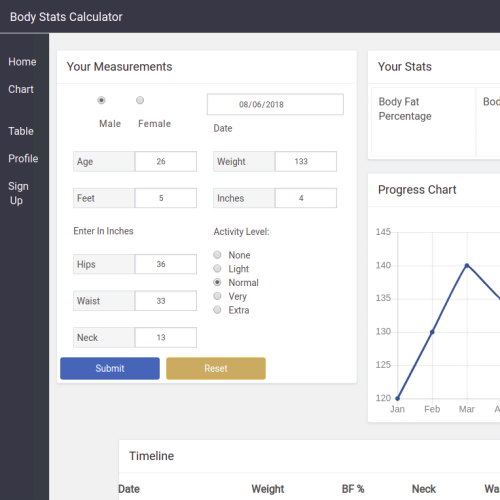 Body Stats Calculator
Home
Chart
Table
Profile
Sign
Up
Your Measurements
Male Female
08/06/2018
Date
Age 26
Weight 133
Feet 5
Inches 4
Enter In Inches
Activity Level:
Hips 36
Waist 33
Neck 13
None
Light
Normal
Very
Extra
Submit
Reset
Your Stats
Body Fat
Percentage
Bod
Progress Chart
145
140
135
130
125
120
Jan Feb Mar A
Timeline
Date Weight BF % Neck Wa